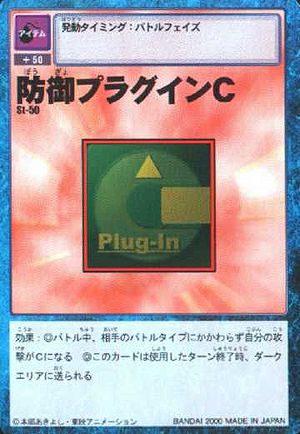 発動タイミング：バトルフェイズ
アイテム
+50
防御プラグインC
St-50
Plug-In
効果：◎バトル中、相手のバトルタイプにかかわらず自分の攻
撃がCになる ◎このカードは使用したターン終了時、ダーク
エリアに送られる
©本郷あきよし・東映アニメーション
BANDAI 2000 MADE IN JAPAN